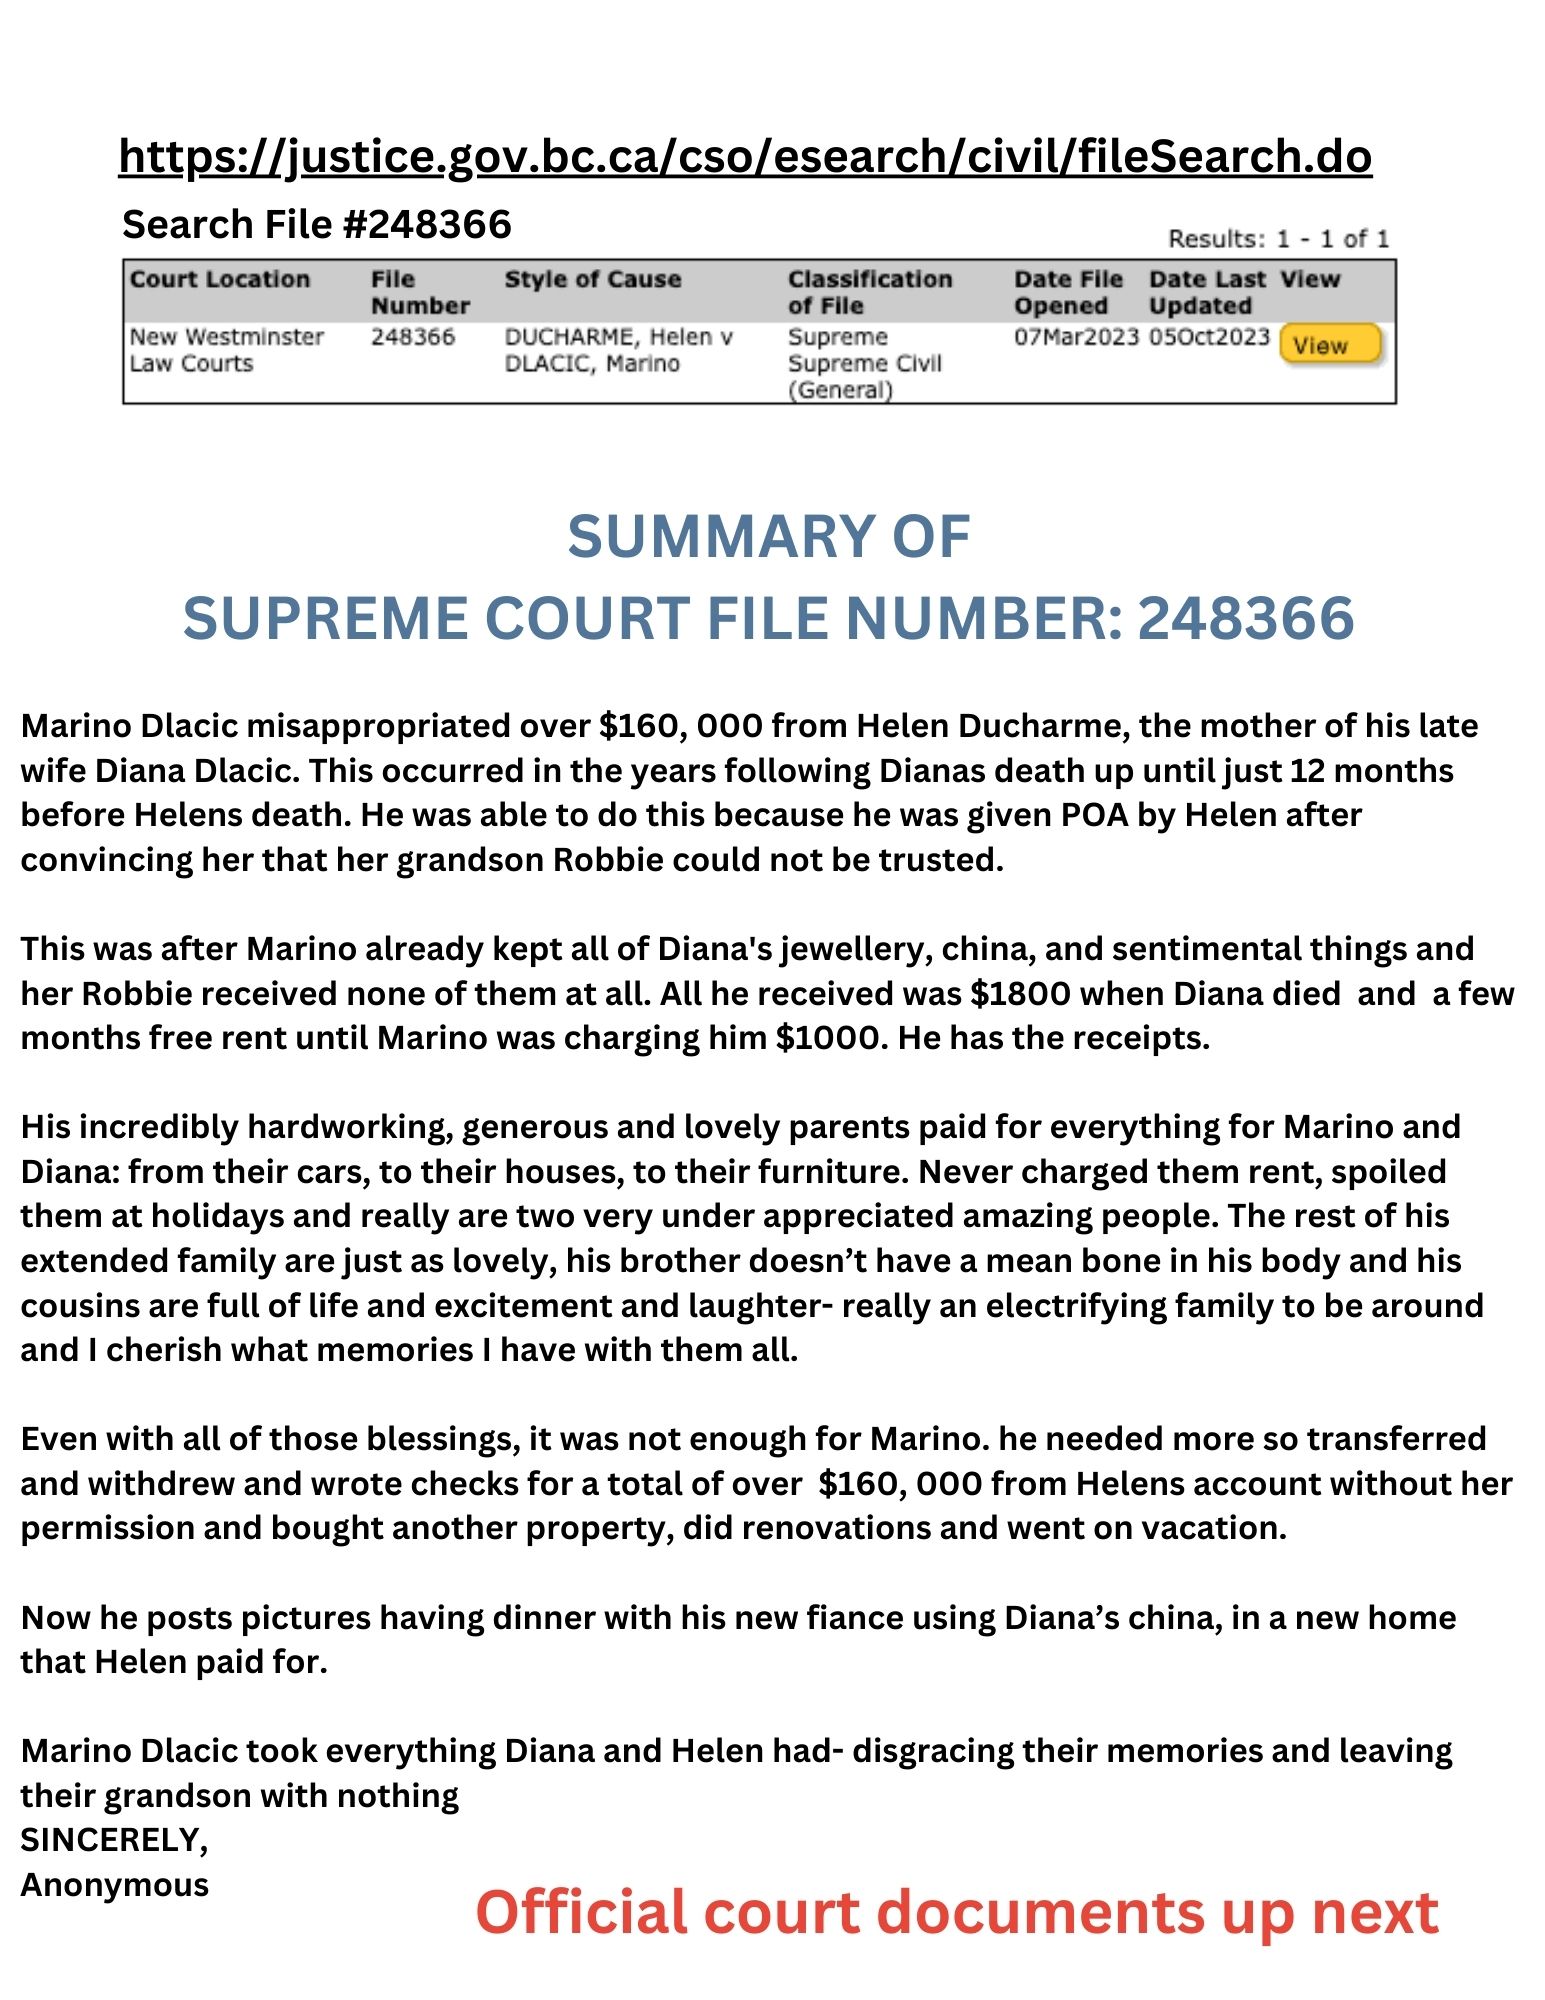 https://justice.gov.bc.ca/cso/esearch/civil/fileSearch.do
Search File #248366
Results: 1 - 1 of 1
Court Location File Number Style of Cause Classification of File Date File Opened Date Last Updated View
New Westminster Law Courts 248366 DUCHARME, Helen v DLACIC, Marino Supreme Supreme Civil (General) 07Mar2023 05Oct2023 View
SUMMARY OF
SUPREME COURT FILE NUMBER: 248366
Marino Dlacic misappropriated over $160, 000 from Helen Ducharme, the mother of his late
wife Diana Dlacic. This occurred in the years following Dianas death up until just 12 months
before Helens death. He was able to do this because he was given POA by Helen after
convincing her that her grandson Robbie could not be trusted.
This was after Marino already kept all of Diana's jewellery, china, and sentimental things and
her Robbie received none of them at all. All he received was $1800 when Diana died  and  a few
months free rent until Marino was charging him $1000. He has the receipts.
His incredibly hardworking, generous and lovely parents paid for everything for Marino and
Diana: from their cars, to their houses, to their furniture. Never charged them rent, spoiled
them at holidays and really are two very under appreciated amazing people. The rest of his
extended family are just as lovely, his brother doesn’t have a mean bone in his body and his
cousins are full of life and excitement and laughter- really an electrifying family to be around
and I cherish what memories I have with them all.
Even with all of those blessings, it was not enough for Marino. he needed more so transferred
and withdrew and wrote checks for a total of over  $160, 000 from Helens account without her
permission and bought another property, did renovations and went on vacation.
Now he posts pictures having dinner with his new fiance using Diana’s china, in a new home
that Helen paid for.
Marino Dlacic took everything Diana and Helen had- disgracing their memories and leaving
their grandson with nothing
SINCERELY,
Anonymous
Official court documents up next